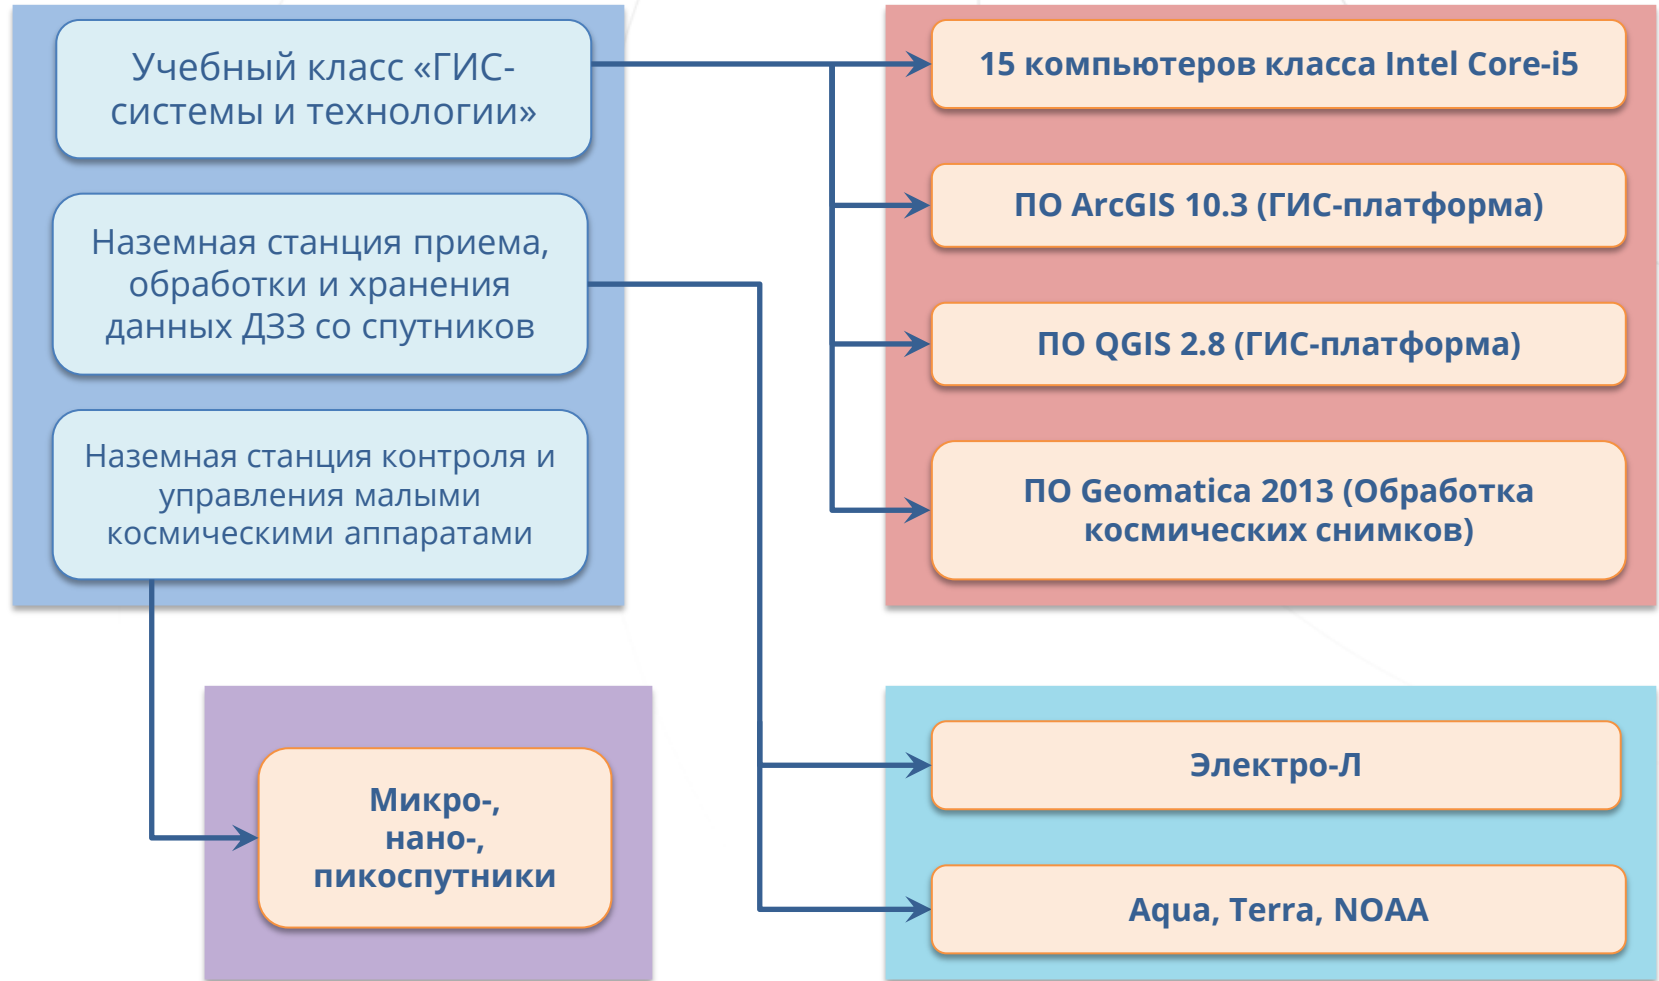 Учебный класс «ГИС-
системы и технологии»
Наземная станция приема,
обработки и хранения
данных ДЗЗ со спутников
Наземная станция контроля и
управления малыми
космическими аппаратами
15 компьютеров класса Intel Core-i5
ПО ArcGIS 10.3 (ГИС-платформа)
ПО QGIS 2.8 (ГИС-платформа)
ПО Geomatica 2013 (Обработка
космических снимков)
Микро-,
нано-,
пикоспутники
Электро-Л
Aqua, Terra, NOAA